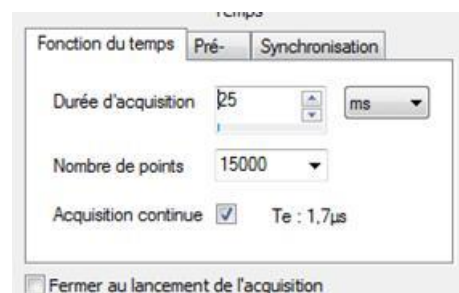 Temps
Fonction du temps Pré- Synchronisation
Durée d'acquisition 25 ms
Nombre de points 15000
Acquisition continue Te : 1,7µs
Fermer au lancement de l'acquisition